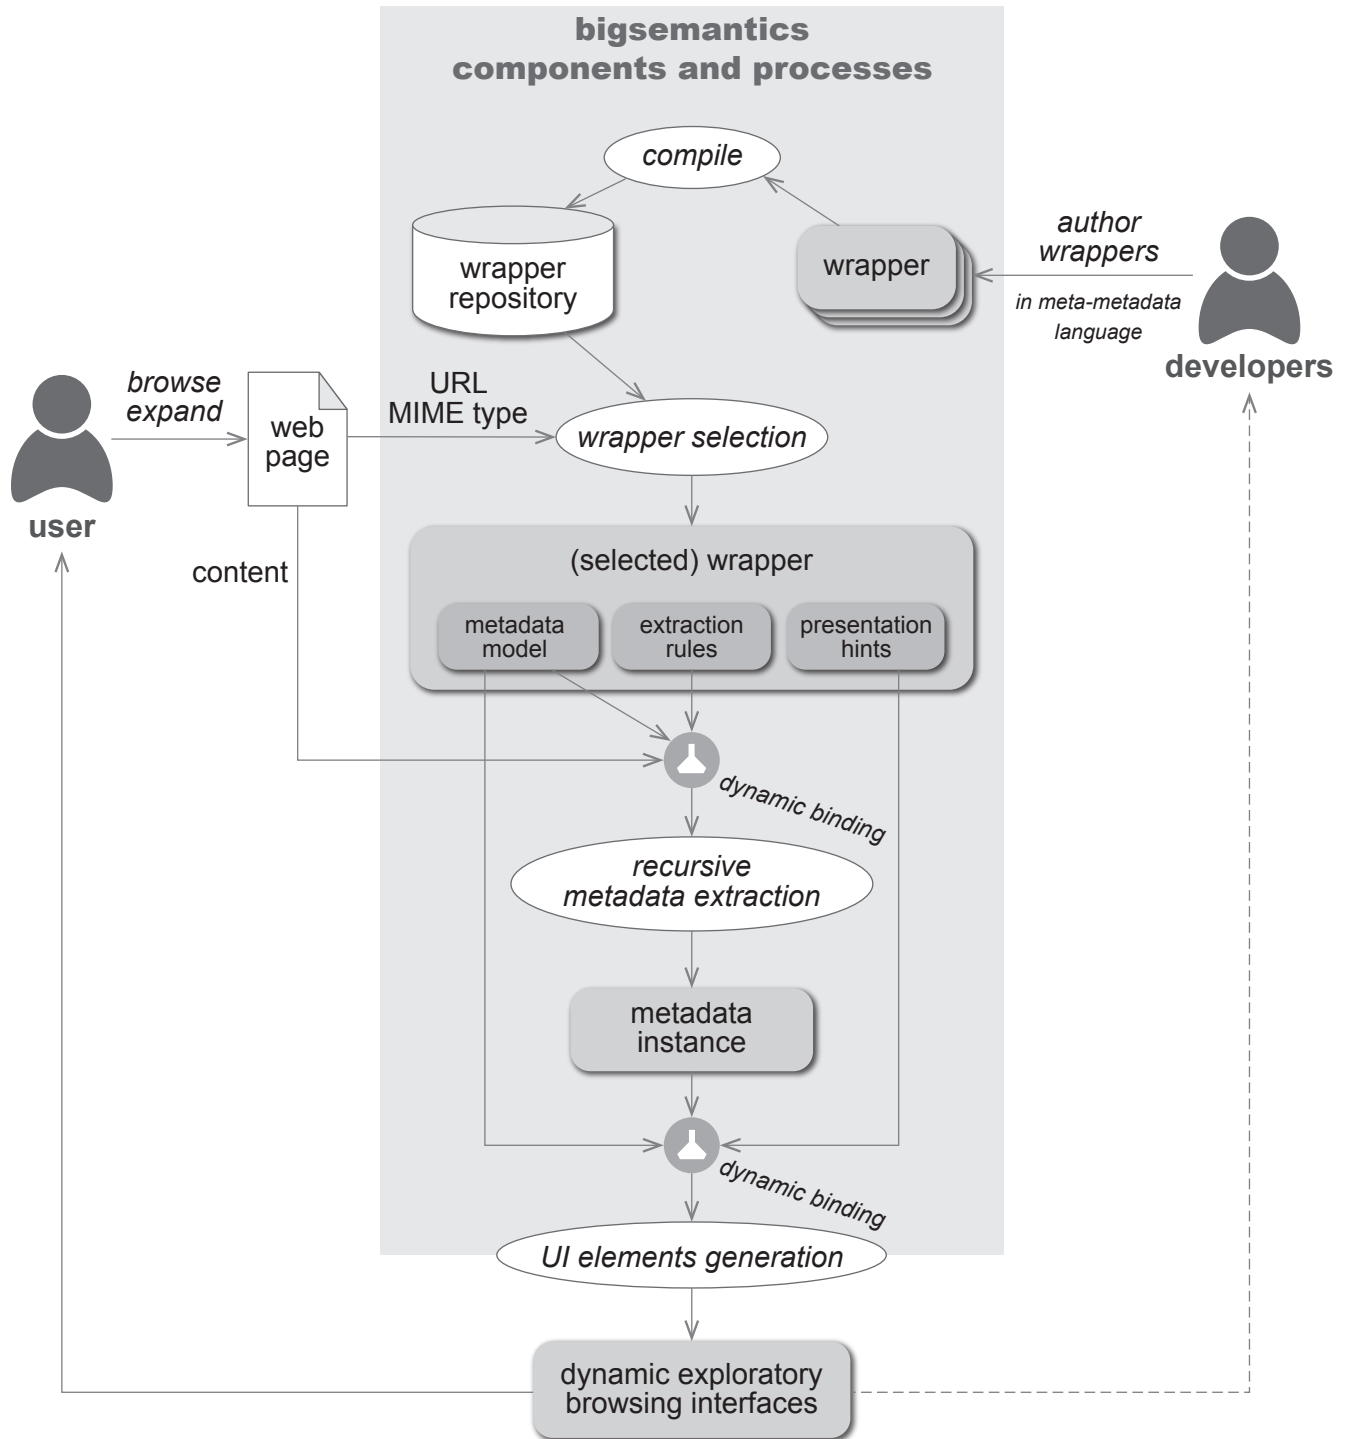 bigsemantics
components and processes
compile
wrapper
repository
wrapper
author
wrappers
in meta-metadata
language
developers
user
browse
expand
web
page
URL
MIME type
wrapper selection
content
(selected) wrapper
metadata
model
extraction
rules
presentation
hints
dynamic binding
recursive
metadata extraction
metadata
instance
dynamic binding
UI elements generation
dynamic exploratory
browsing interfaces